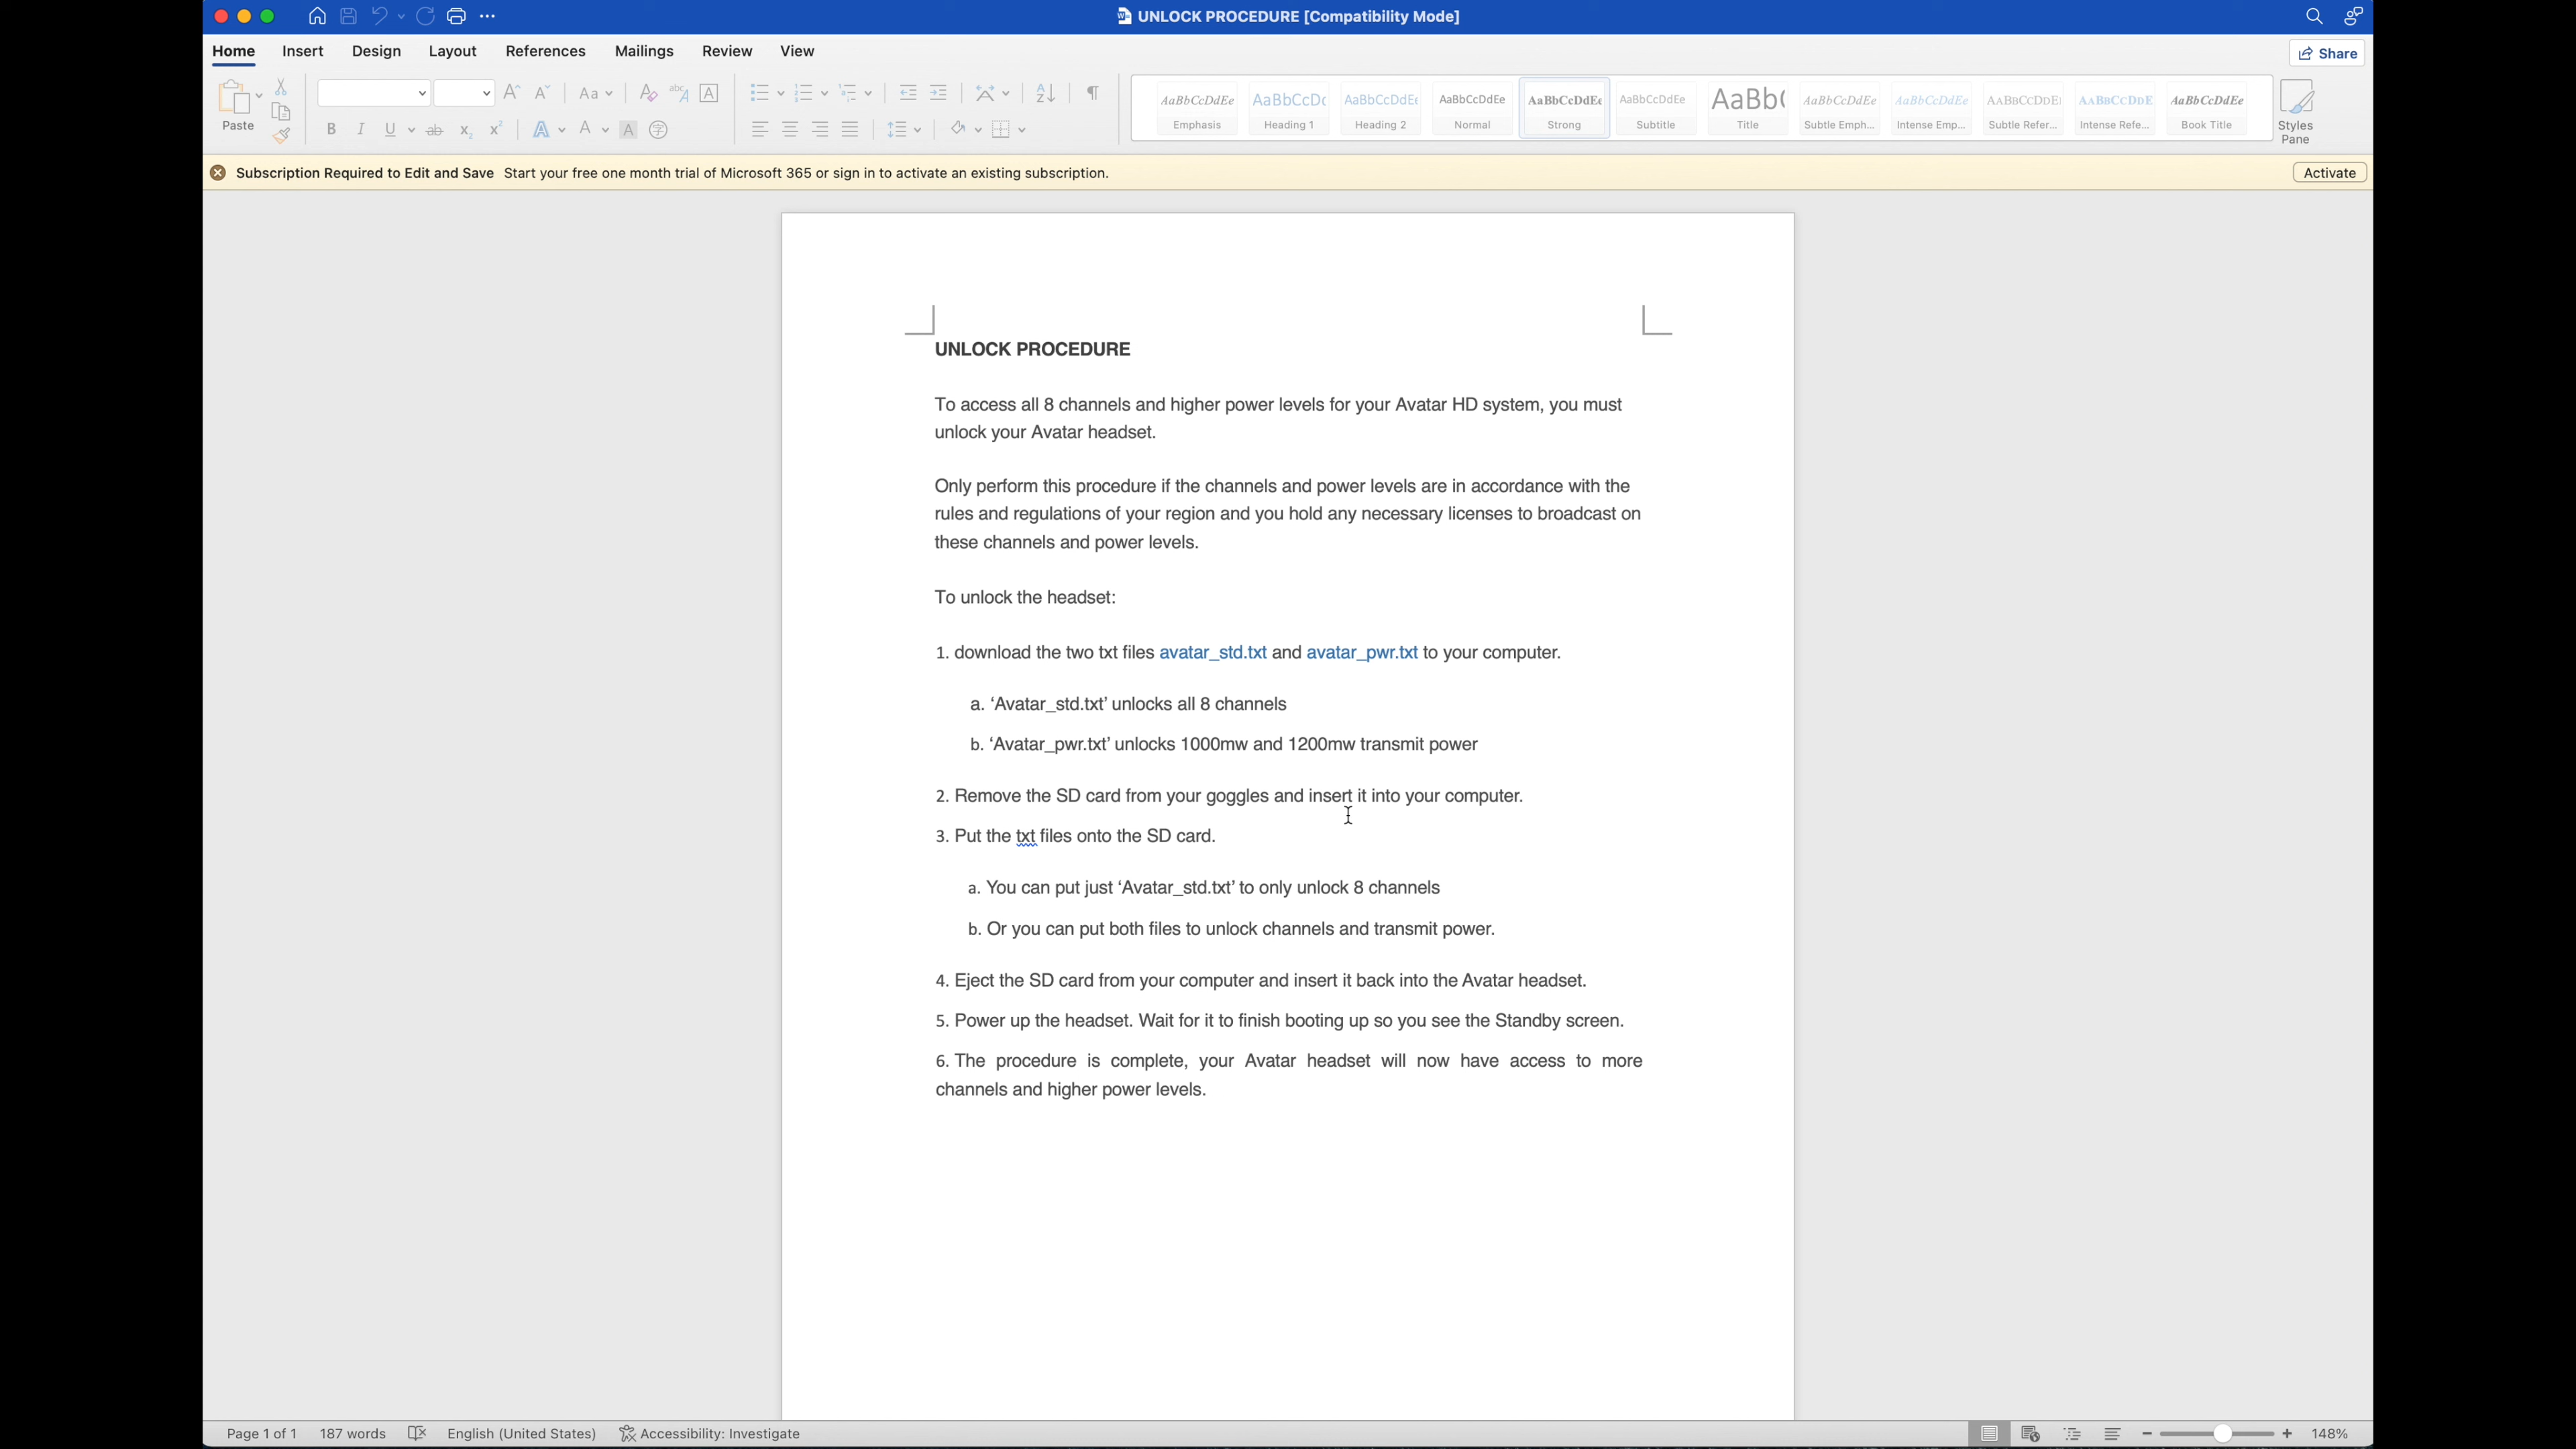 UNLOCK PROCEDURE [Compatibility Mode]
Home Insert Design Layout References Mailings Review View
Share
Paste
AaBbCcDdEe AaBbCcDc AaBbCcDdEe AaBbCcDdEe AaBbCcDdEe AaBbCcDdEe AaBb( AaBbCcDdEe AaBbCcDdEe AaBbCcDdE AaBbCcDdE AaBbCcDdEe
Emphasis Heading 1 Heading 2 Normal Strong Subtitle Title Subtle Emph... Intense Emp... Subtle Refer... Intense Refe... Book Title
Styles
Pane
Subscription Required to Edit and Save Start your free one month trial of Microsoft 365 or sign in to activate an existing subscription.
Activate
UNLOCK PROCEDURE
To access all 8 channels and higher power levels for your Avatar HD system, you must
unlock your Avatar headset.
Only perform this procedure if the channels and power levels are in accordance with the
rules and regulations of your region and you hold any necessary licenses to broadcast on
these channels and power levels.
To unlock the headset:
1. download the two txt files avatar_std.txt and avatar_pwr.txt to your computer.
a. ‘Avatar_std.txt’ unlocks all 8 channels
b. ‘Avatar_pwr.txt’ unlocks 1000mw and 1200mw transmit power
2. Remove the SD card from your goggles and insert it into your computer.
3. Put the txt files onto the SD card.
a. You can put just ‘Avatar_std.txt’ to only unlock 8 channels
b. Or you can put both files to unlock channels and transmit power.
4. Eject the SD card from your computer and insert it back into the Avatar headset.
5. Power up the headset. Wait for it to finish booting up so you see the Standby screen.
6. The procedure is complete, your Avatar headset will now have access to more
channels and higher power levels.
Page 1 of 1 187 words English (United States) Accessibility: Investigate 148%